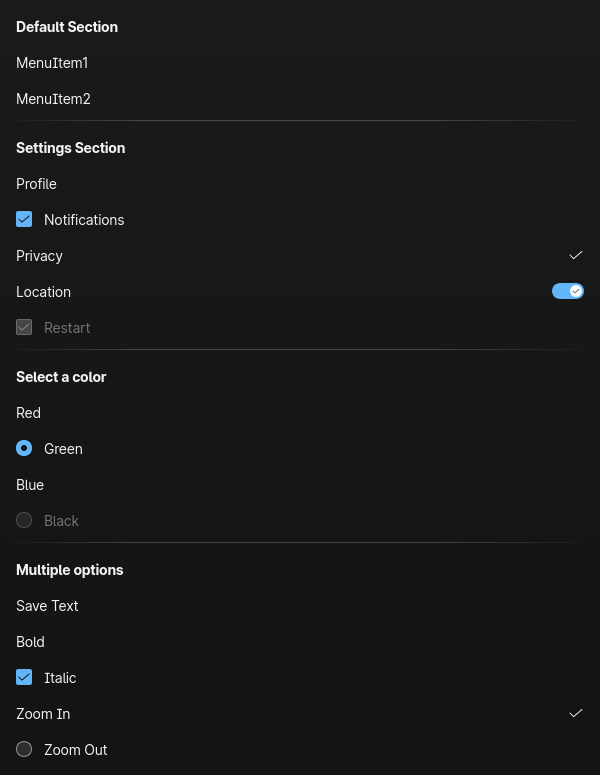 Default Section
MenuItem1
MenuItem2
Settings Section
Profile
Notifications
Privacy
Location
Restart
Select a color
Red
Green
Blue
Black
Multiple options
Save Text
Bold
Italic
Zoom In
Zoom Out